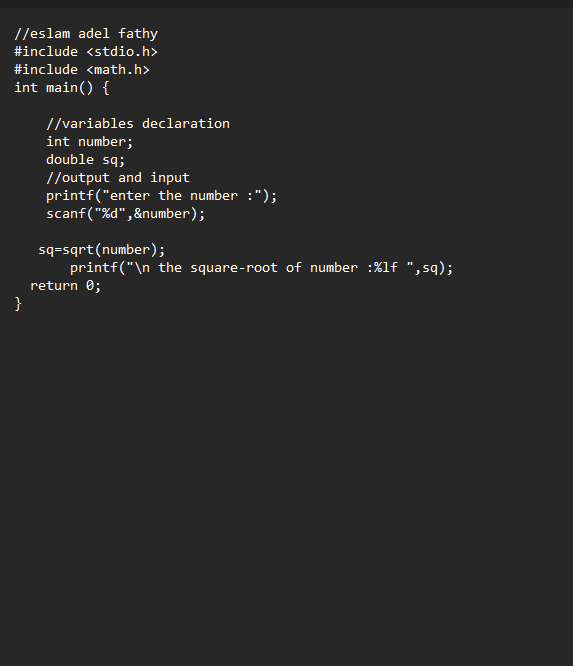 //eslam adel fathy
#include <stdio.h>
#include <math.h>
int main() {
//variables declaration
int number;
double sq;
//output and input
printf("enter the number :");
scanf("%d",&number);
sq=sqrt(number);
printf("\n the square-root of number :%lf ",sq);
return 0;
}